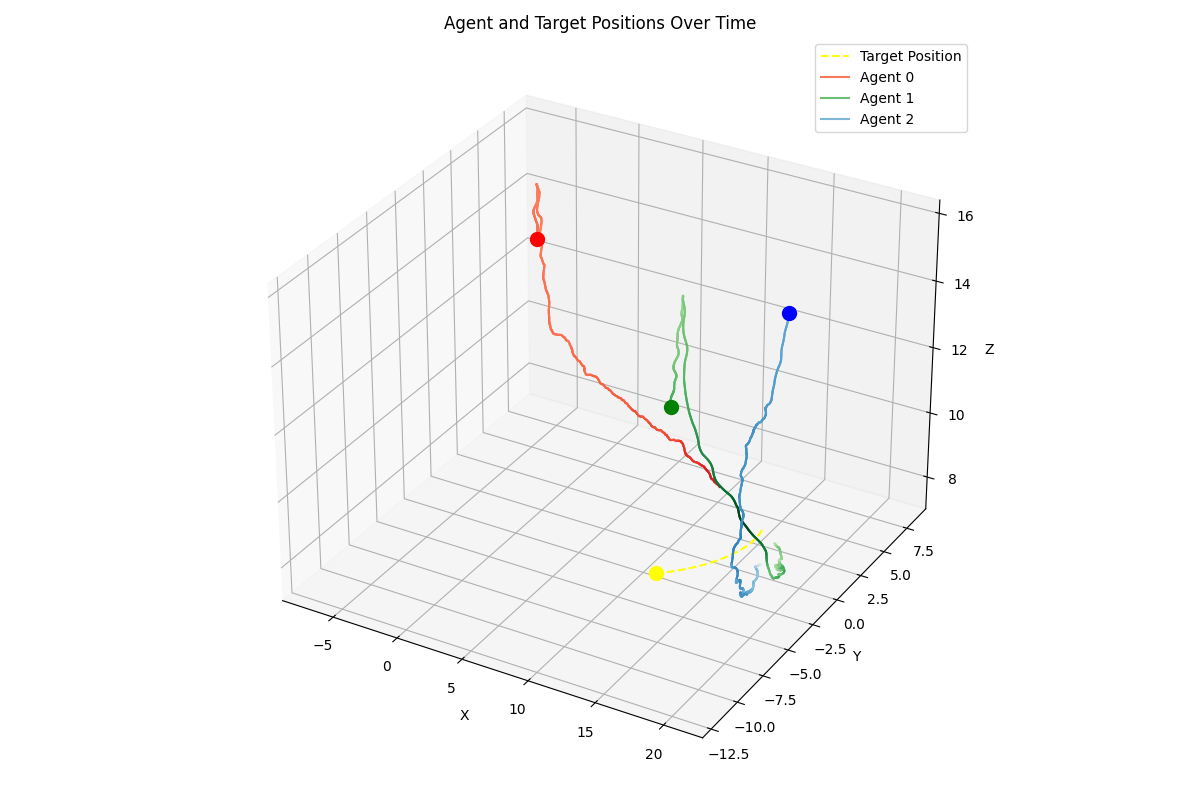 Agent and Target Positions Over Time
Target Position
Agent 0
Agent 1
Agent 2
16
14
12
10
8
Z
7.5
5.0
2.5
0.0
−2.5
−5.0
−7.5
−10.0
−12.5
Y
−5
0
5
10
15
20
X